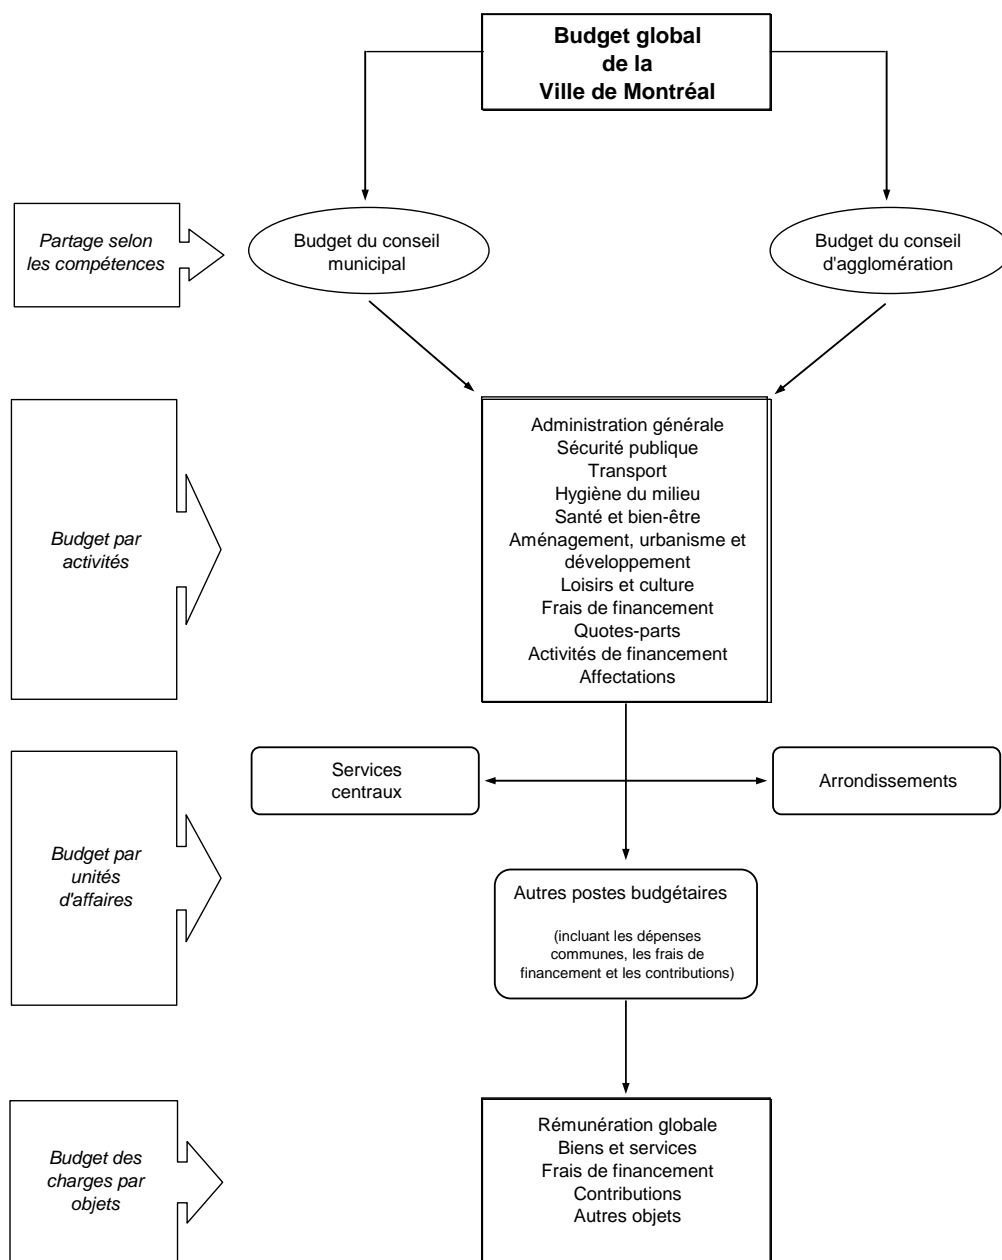 Budget global
de la
Ville de Montréal
Partage selon
les compétences
Budget du conseil
municipal
Budget du conseil
d'agglomération
Budget par
activités
Administration générale
Sécurité publique
Transport
Hygiène du milieu
Santé et bien-être
Aménagement, urbanisme et
développement
Loisirs et culture
Frais de financement
Quotes-parts
Activités de financement
Affectations
Services
centraux
Arrondissements
Budget par
unités
d'affaires
Autres postes budgétaires
(incluant les dépenses
communes, les frais de
financement et les contributions)
Budget des
charges par
objets
Rémunération globale
Biens et services
Frais de financement
Contributions
Autres objets